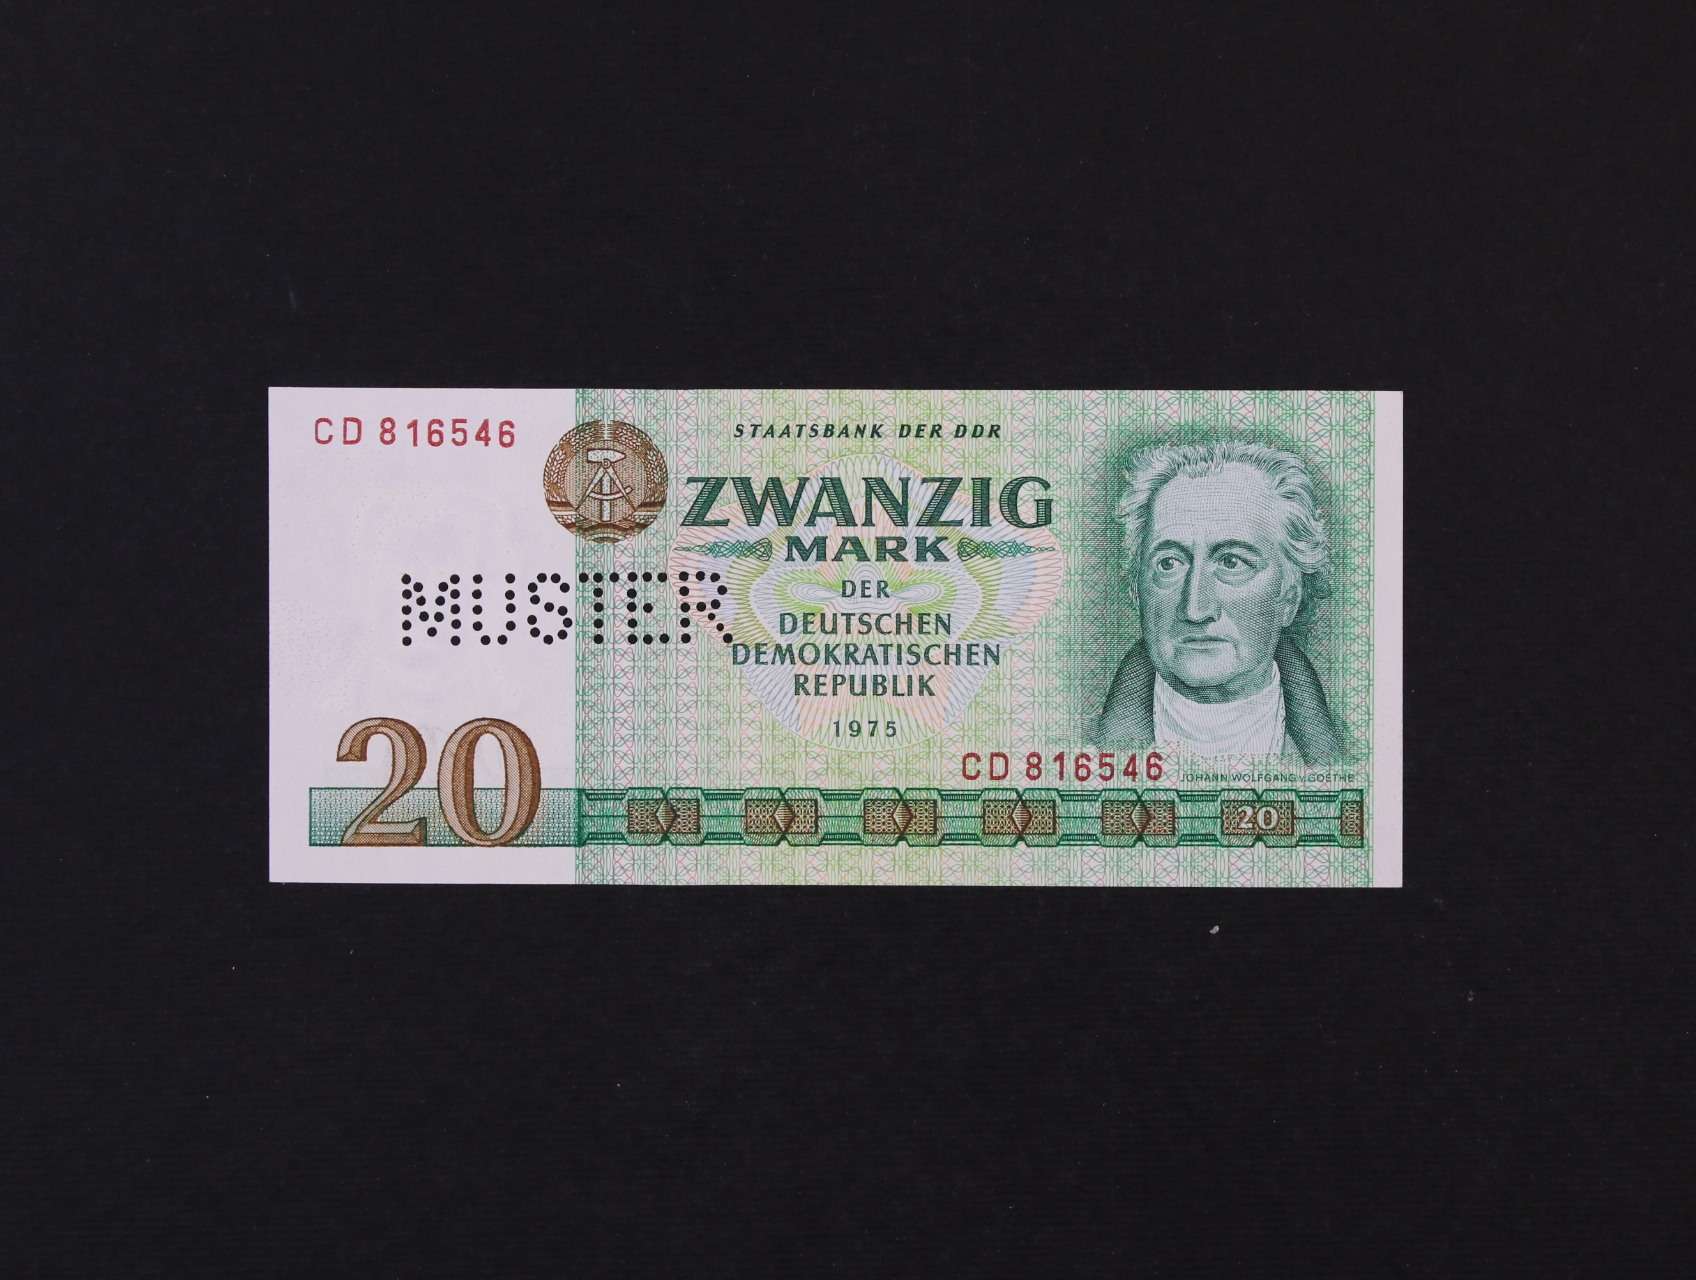 CD 816546
STAATSBANK DER DDR
ZWANZIG
MARK
MUSTER
DER
DEUTSCHEN
DEMOKRATISCHEN
REPUBLIK
1975
CD 816546
JOHANN WOLFGANG v. GOETHE
20
20